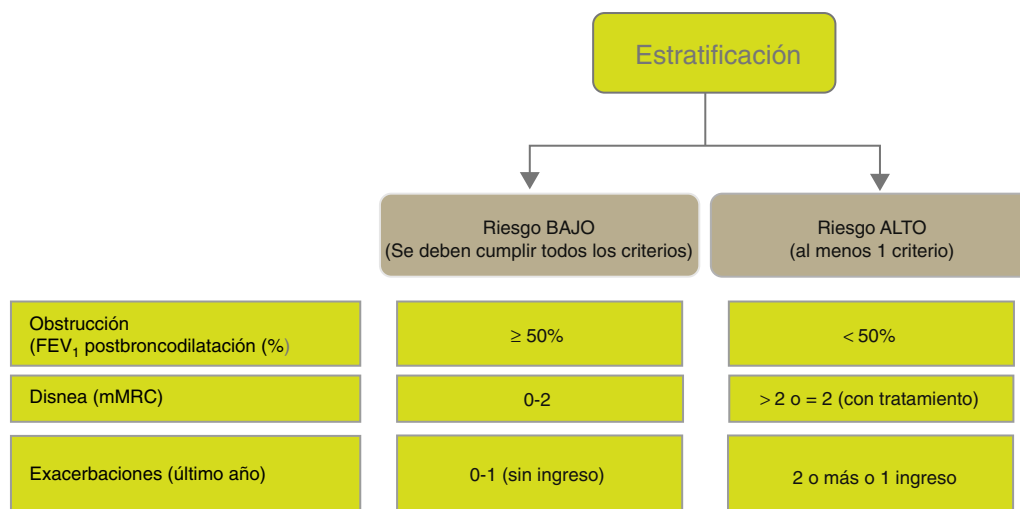 Estratificación
Riesgo BAJO
(Se deben cumplir todos los criterios)
Riesgo ALTO
(al menos 1 criterio)
Obstrucción
(FEV₁ postbroncodilatación (%)
≥ 50%
< 50%
Disnea (mMRC)
0-2
> 2 o = 2 (con tratamiento)
Exacerbaciones (último año)
0-1 (sin ingreso)
2 o más o 1 ingreso